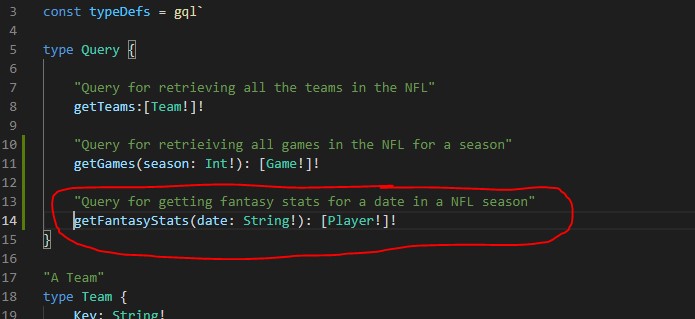 3 const typeDefs = gql`
4
5 type Query {
6
7 "Query for retrieving all the teams in the NFL"
8 getTeams:[Team!]!
9
10 "Query for retrieiving all games in the NFL for a season"
11 getGames(season: Int!): [Game!]!
12
13 "Query for getting fantasy stats for a date in a NFL season"
14 getFantasyStats(date: String!): [Player!]!
15 }
16
17 "A Team"
18 type Team {
19 Key: String!